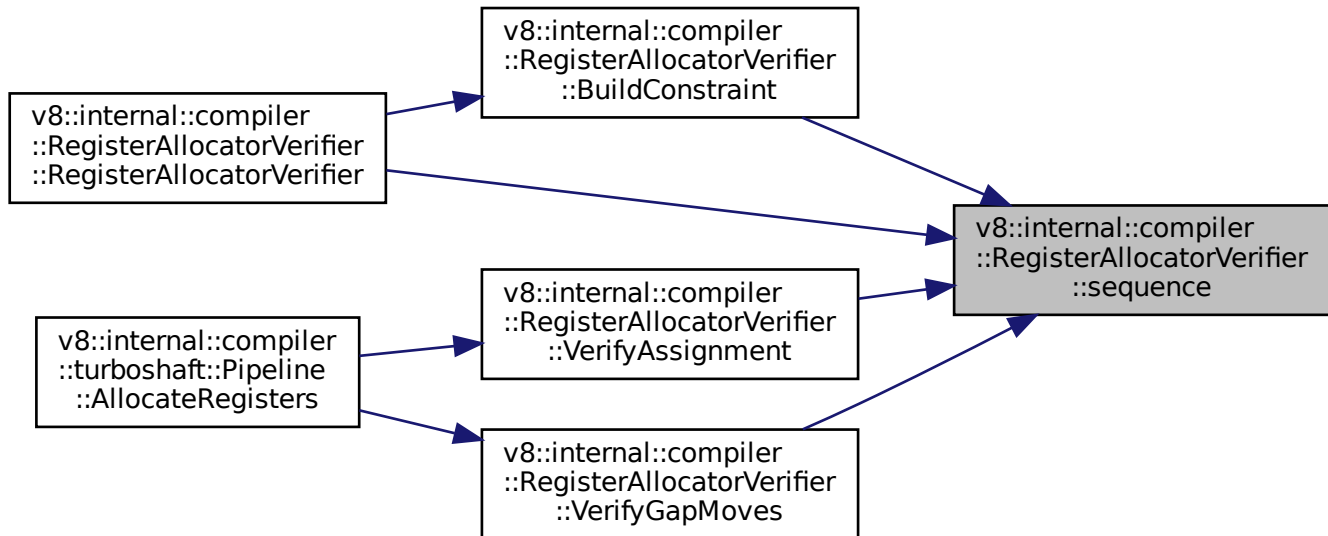 v8::internal::compiler
::RegisterAllocatorVerifier
::BuildConstraint
v8::internal::compiler
::RegisterAllocatorVerifier
::RegisterAllocatorVerifier
v8::internal::compiler
::RegisterAllocatorVerifier
::sequence
v8::internal::compiler
::RegisterAllocatorVerifier
::VerifyAssignment
v8::internal::compiler
::turboshaft::Pipeline
::AllocateRegisters
v8::internal::compiler
::RegisterAllocatorVerifier
::VerifyGapMoves